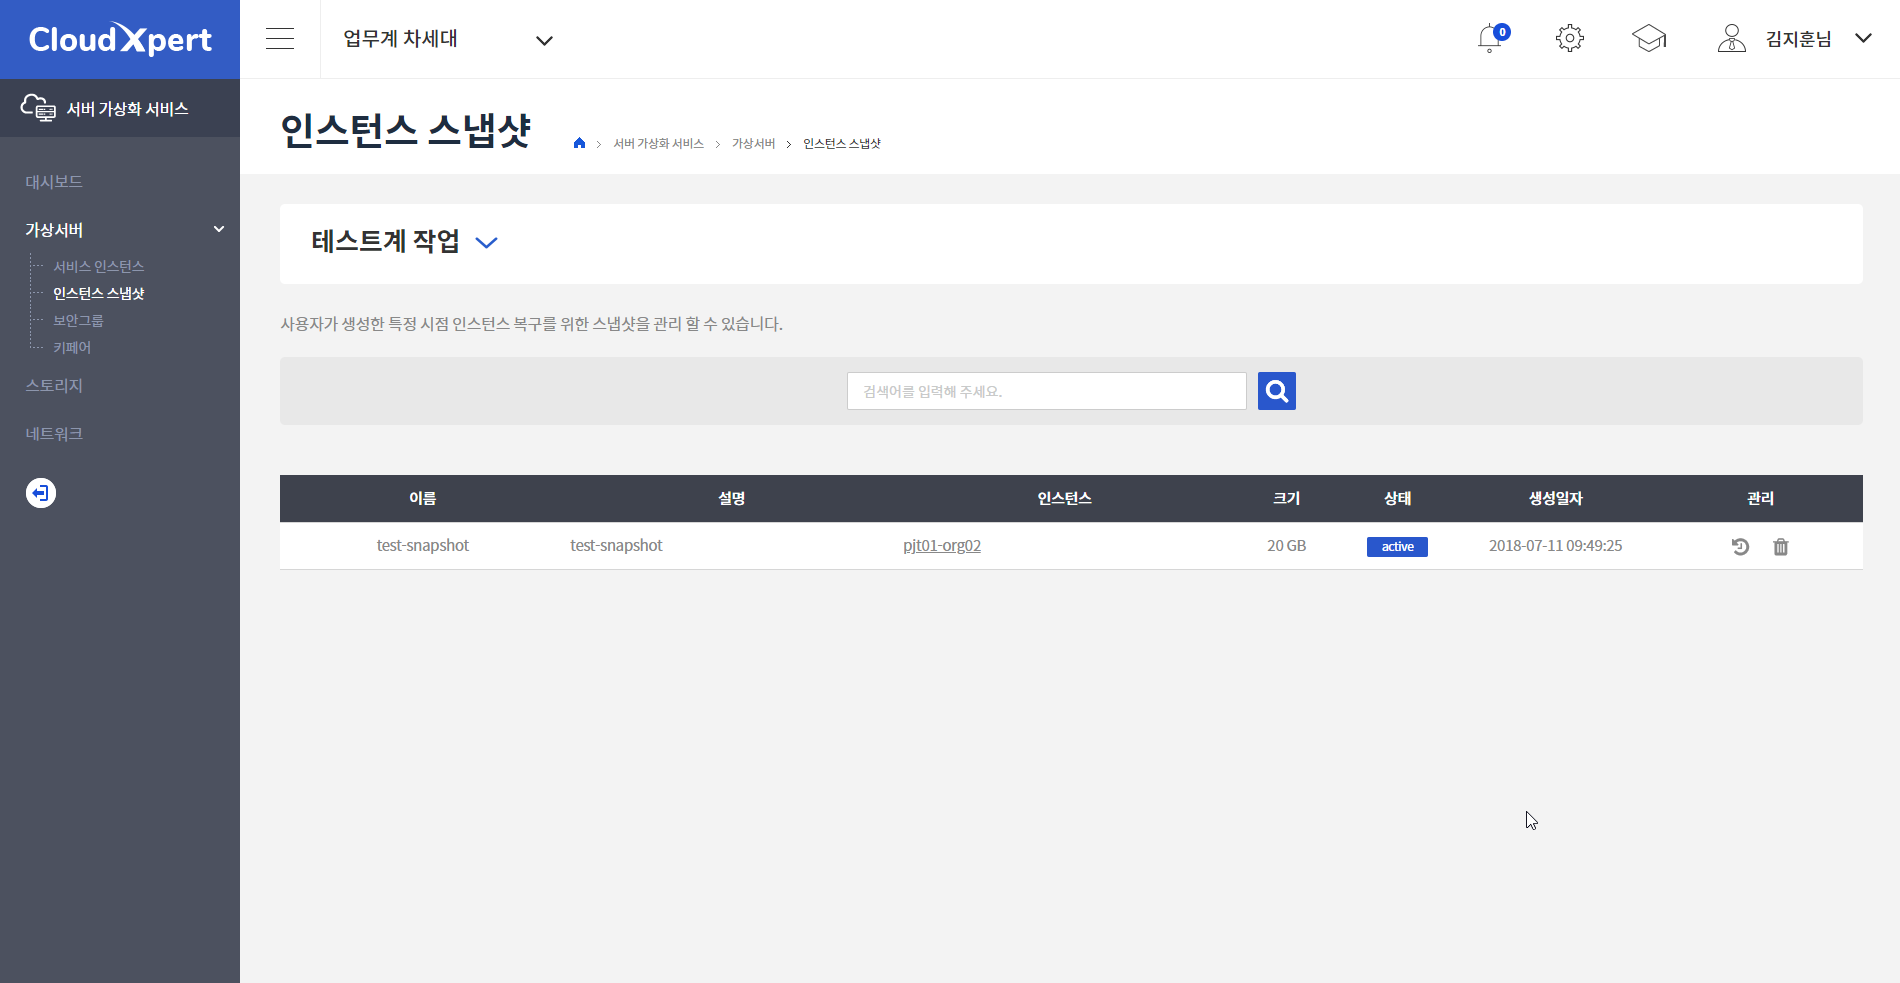 CloudXpert
업무계 차세대
0
김지훈님
서버 가상화 서비스
인스턴스 스냅샷
서버 가상화 서비스
가상서버
인스턴스 스냅샷
대시보드
가상서버
서비스 인스턴스
인스턴스 스냅샷
보안그룹
키페어
스토리지
네트워크
테스트계 작업
사용자가 생성한 특정 시점 인스턴스 복구를 위한 스냅샷을 관리 할 수 있습니다.
검색어를 입력해 주세요.
이름 설명 인스턴스 크기 상태 생성일자 관리
test-snapshot test-snapshot pjt01-org02 20 GB active 2018-07-11 09:49:25